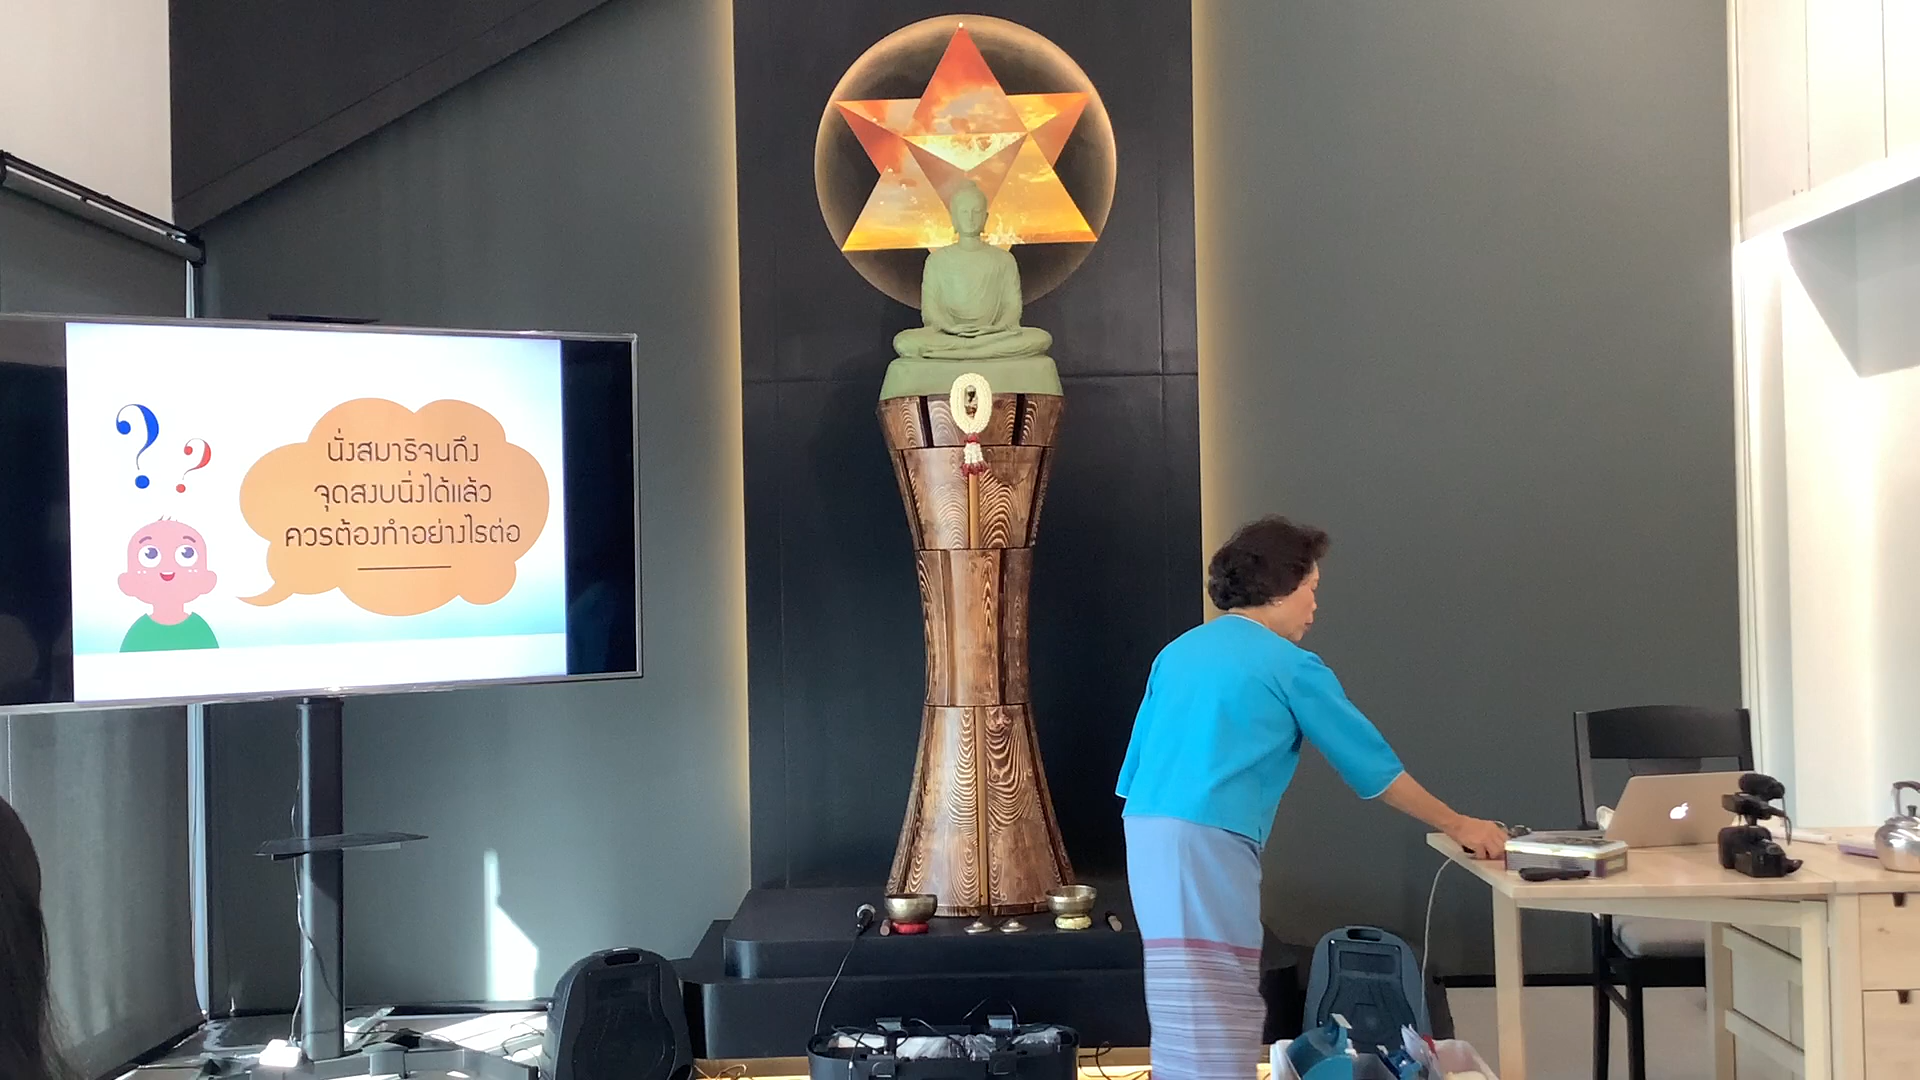 ? ?
นั่งสมาธิจนถึง
จุดสงบนิ่งได้แล้ว
ควรต้องทำอย่างไรต่อ